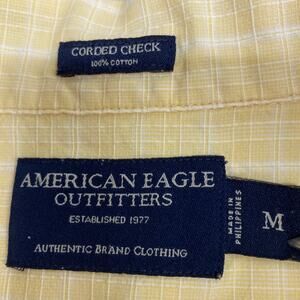 CORDED CHECK
100% COTTON
AMERICAN EAGLE
OUTFITTERS
ESTABLISHED 1977
AUTHENTIC BRAND CLOTHING
MADE IN
PHILIPPINES
M